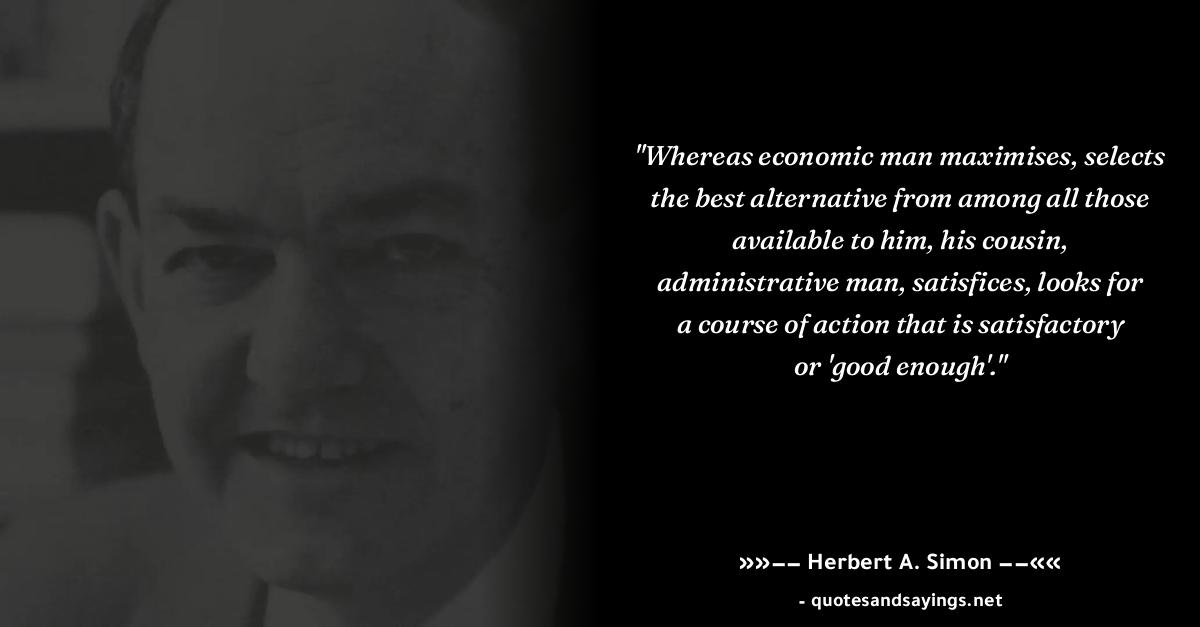 "Whereas economic man maximises, selects
the best alternative from among all those
available to him, his cousin,
administrative man, satisfices, looks for
a course of action that is satisfactory
or 'good enough'."
»»−− Herbert A. Simon −−««
- quotesandsayings.net